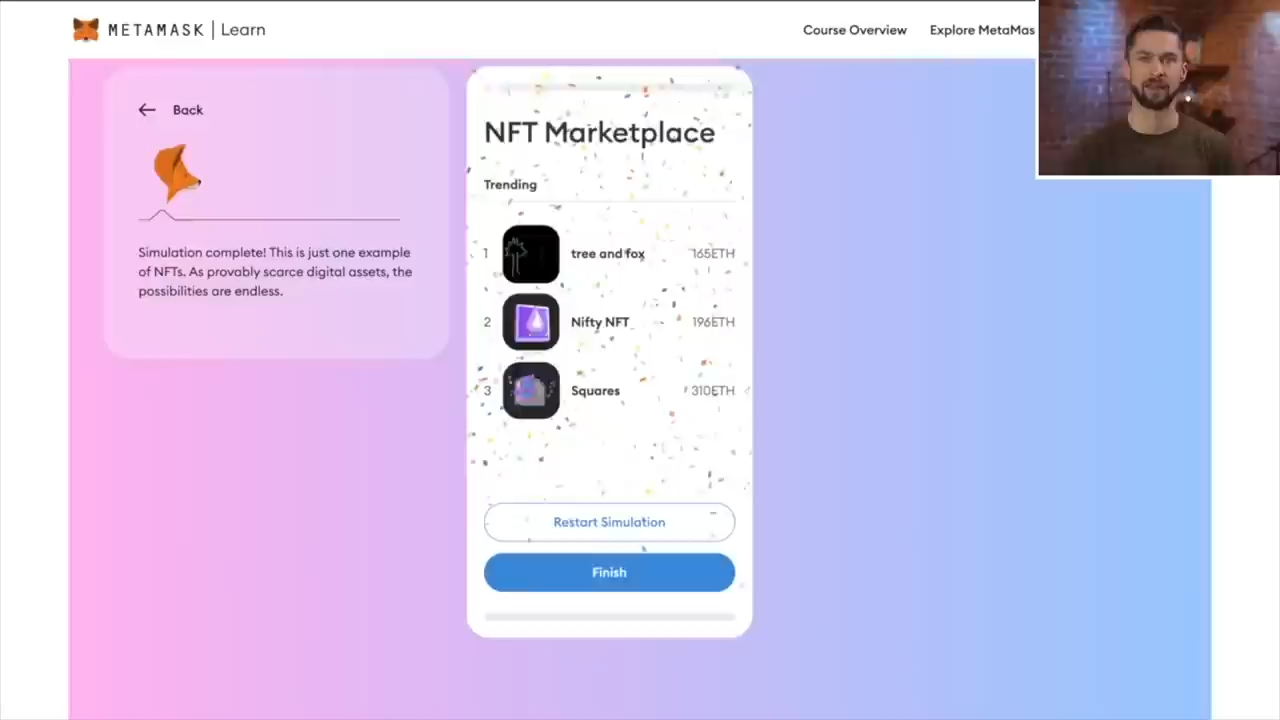 METAMASK | Learn
Course Overview
Explore MetaMas
Back
Simulation complete! This is just one example
of NFTs. As provably scarce digital assets, the
possibilities are endless.
NFT Marketplace
Trending
1 tree and fox 165ETH
2 Nifty NFT 196ETH
3 Squares 310ETH
Restart Simulation
Finish